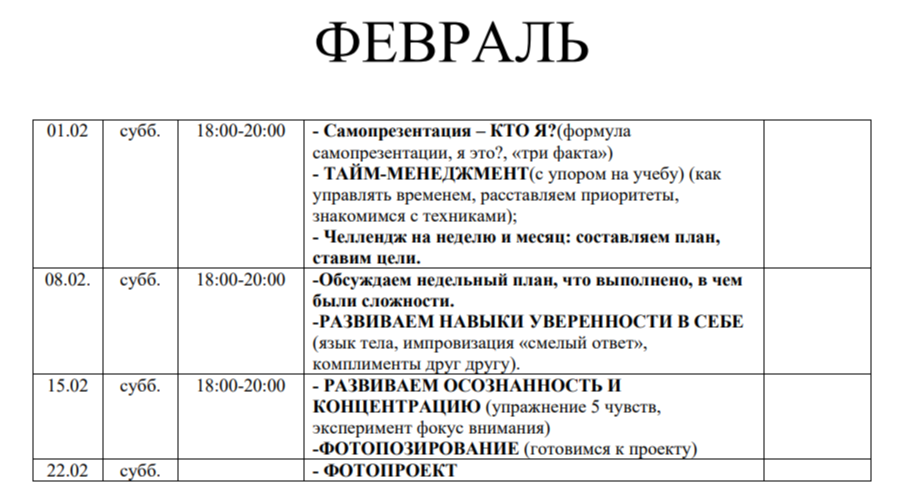 ФЕВРАЛЬ
01.02 субб. 18:00-20:00 - Самопрезентация – КТО Я?(формула
самопрезентации, я это?, «три факта»)
- ТАЙМ-МЕНЕДЖМЕНТ(с упором на учебу) (как
управлять временем, расставляем приоритеты,
знакомимся с техниками);
- Челлендж на неделю и месяц: составляем план,
ставим цели.
08.02. субб. 18:00-20:00 -Обсуждаем недельный план, что выполнено, в чем
были сложности.
-РАЗВИВАЕМ НАВЫКИ УВЕРЕННОСТИ В СЕБЕ
(язык тела, импровизация «смелый ответ»,
комплименты друг другу).
15.02 субб. 18:00-20:00 - РАЗВИВАЕМ ОСОЗНАННОСТЬ И
КОНЦЕНТРАЦИЮ (упражнение 5 чувств,
эксперимент фокус внимания)
-ФОТОПОЗИРОВАНИЕ (готовимся к проекту)
22.02 субб. - ФОТОПРОЕКТ